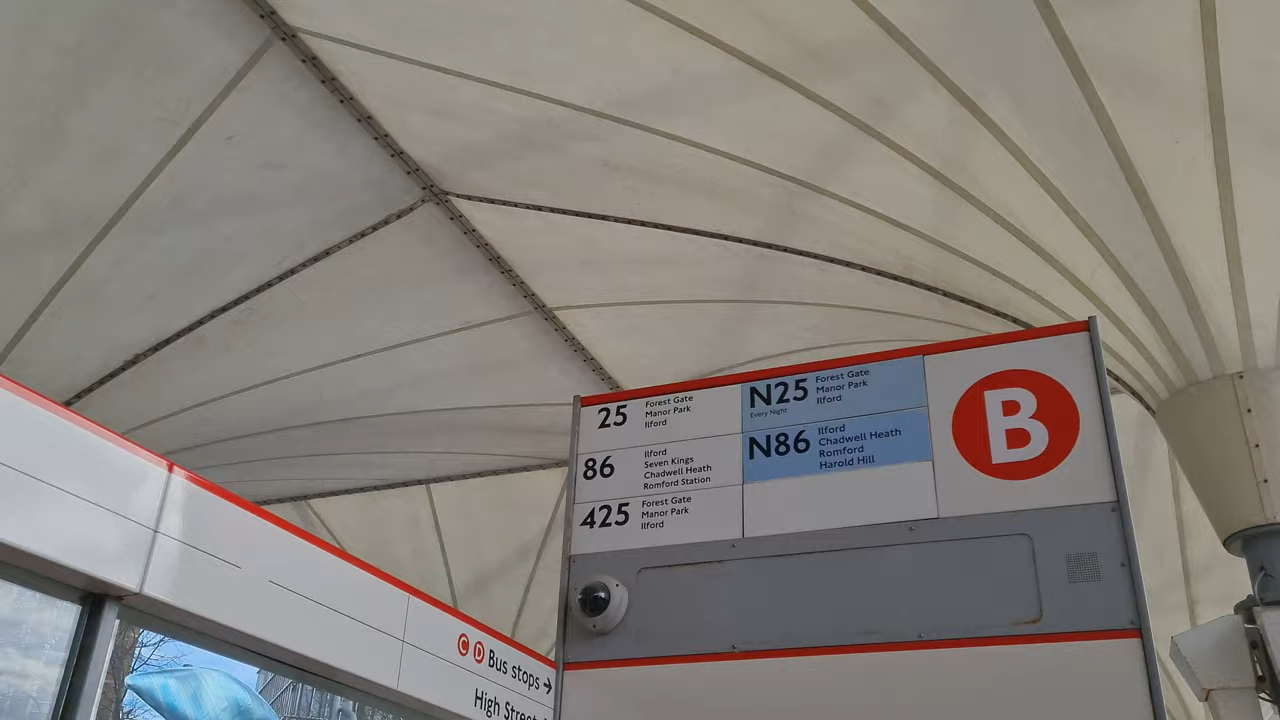 25
Forest Gate
Manor Park
Ilford
86
Ilford
Seven Kings
Chadwell Heath
Romford Station
425
Forest Gate
Manor Park
Ilford
N25
Every Night
Forest Gate
Manor Park
Ilford
N86
Ilford
Chadwell Heath
Romford
Harold Hill
B
C D Bus stops →
High Street